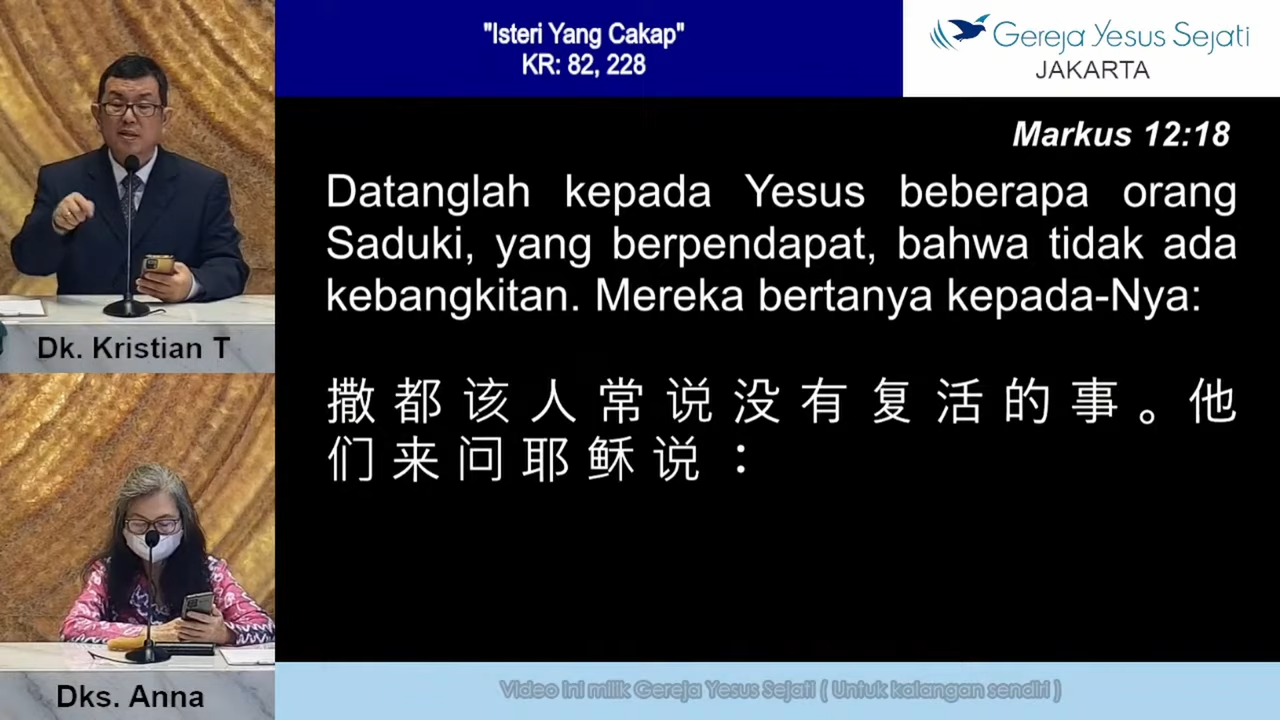 "Isteri Yang Cakap"
KR: 82, 228
Gereja Yesus Sejati
JAKARTA
Markus 12:18
Datanglah kepada Yesus beberapa orang
Saduki, yang berpendapat, bahwa tidak ada
kebangkitan. Mereka bertanya kepada-Nya:
撒都该人常说没有复活的事。他
们来问耶稣说：
Dk. Kristian T
Dks. Anna
Video ini milik Gereja Yesus Sejati ( Untuk kalangan sendiri )